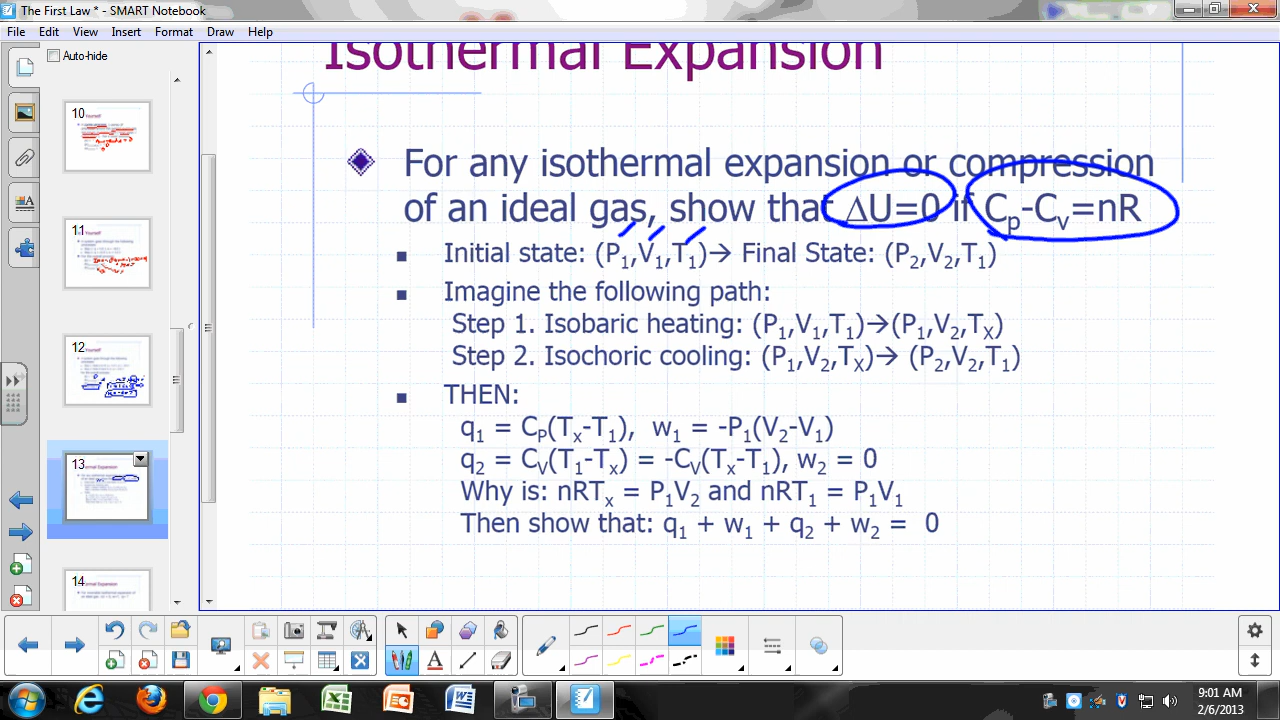 The First Law * - SMART Notebook
File Edit View Insert Format Draw Help
Auto-hide
10
11
12
13
14
Isothermal Expansion
For any isothermal expansion or compression
of an ideal gas, show that ΔU=0 if Cp-Cv=nR
Initial state: (P₁,V₁,T₁)→ Final State: (P₂,V₂,T₁)
Imagine the following path:
Step 1. Isobaric heating: (P₁,V₁,T₁)→(P₁,V₂,Tₓ)
Step 2. Isochoric cooling: (P₁,V₂,Tₓ)→ (P₂,V₂,T₁)
THEN:
q₁ = CP(Tₓ-T₁), w₁ = -P₁(V₂-V₁)
q₂ = CV(T₁-Tₓ) = -CV(Tₓ-T₁), w₂ = 0
Why is: nRTₓ = P₁V₂ and nRT₁ = P₁V₁
Then show that: q₁ + w₁ + q₂ + w₂ = 0
9:01 AM
2/6/2013